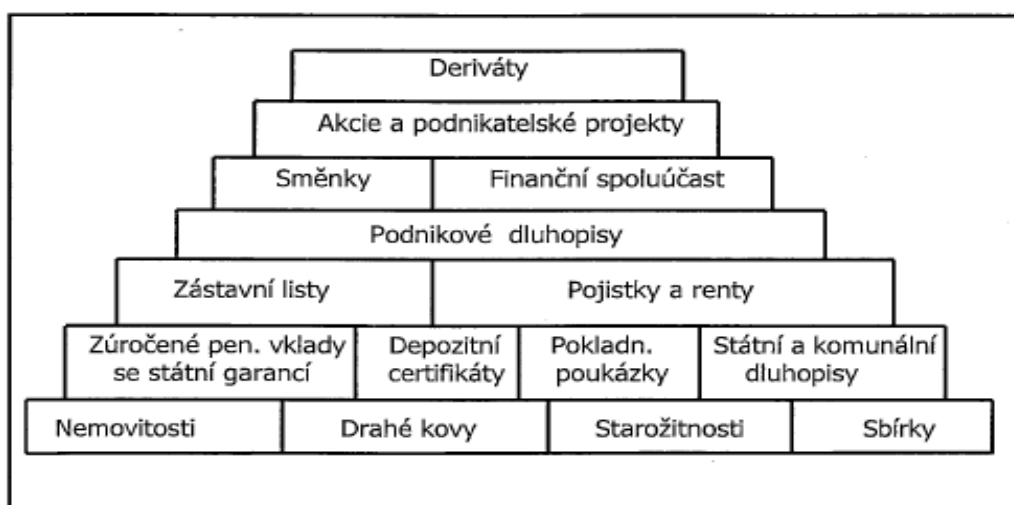 Deriváty
Akcie a podnikatelské projekty
Směnky
Finanční spoluúčast
Podnikové dluhopisy
Zástavní listy
Pojistky a renty
Zúročené pen. vklady
se státní garancí
Depozitní
certifikáty
Pokladn.
poukázky
Státní a komunální
dluhopisy
Nemovitosti
Drahé kovy
Starožitnosti
Sbírky